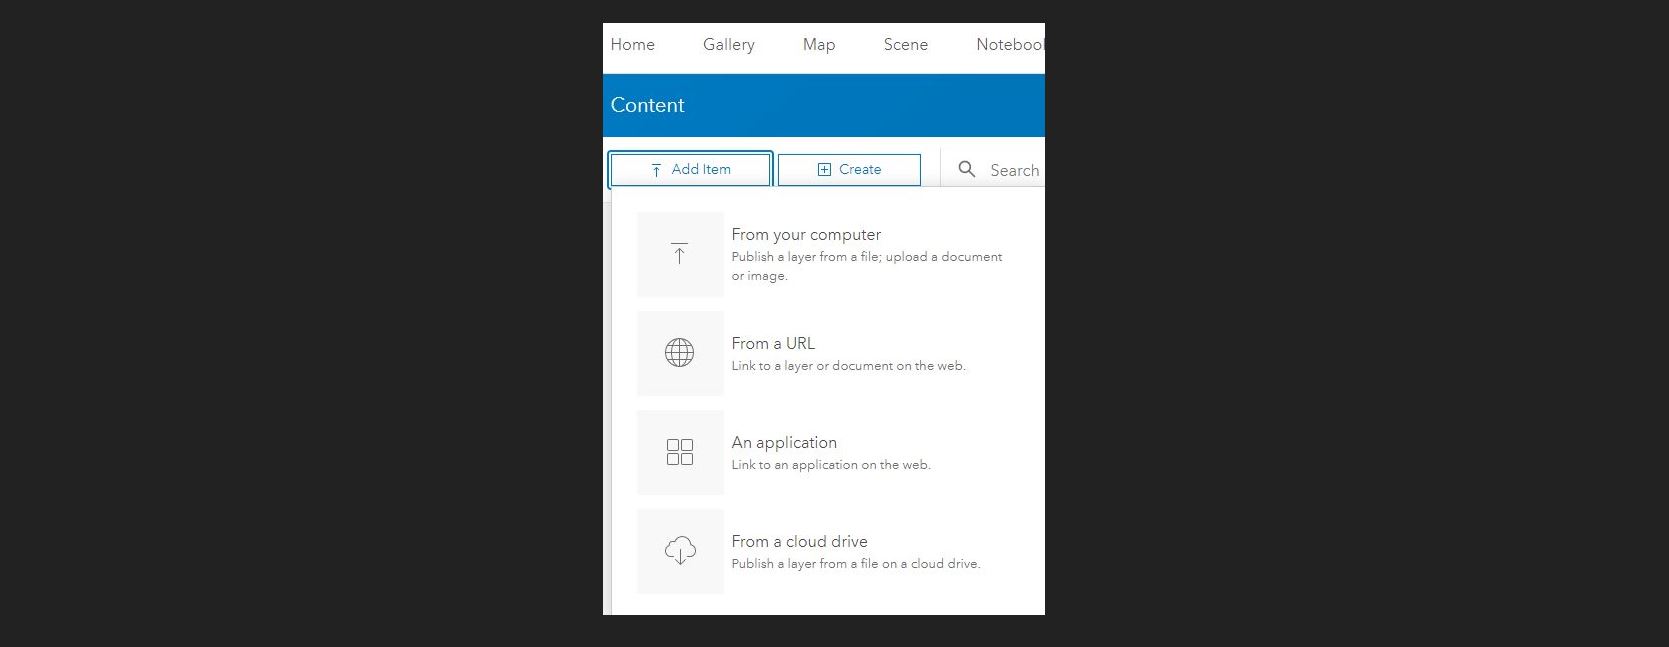 Home Gallery Map Scene Noteboo
Content
Add Item Create Search
From your computer
Publish a layer from a file; upload a document
or image.
From a URL
Link to a layer or document on the web.
An application
Link to an application on the web.
From a cloud drive
Publish a layer from a file on a cloud drive.